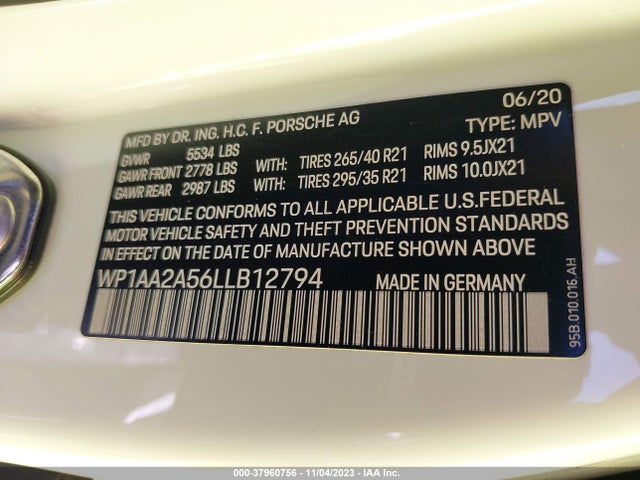 06/20
MFD BY DR. ING. H.C. F. PORSCHE AG
TYPE: MPV
GVWR 5534 LBS
GAWR FRONT 2778 LBS WITH: TIRES 265/40 R21 RIMS 9.5JX21
GAWR REAR 2987 LBS WITH: TIRES 295/35 R21 RIMS 10.0JX21
THIS VEHICLE CONFORMS TO ALL APPLICABLE U.S.FEDERAL
MOTOR VEHICLE SAFETY AND THEFT PREVENTION STANDARDS
IN EFFECT ON THE DATE OF MANUFACTURE SHOWN ABOVE
WP1AA2A56LLB12794
95B.010.016.AH
000-37960756 - 11/04/2023 - IAA Inc.